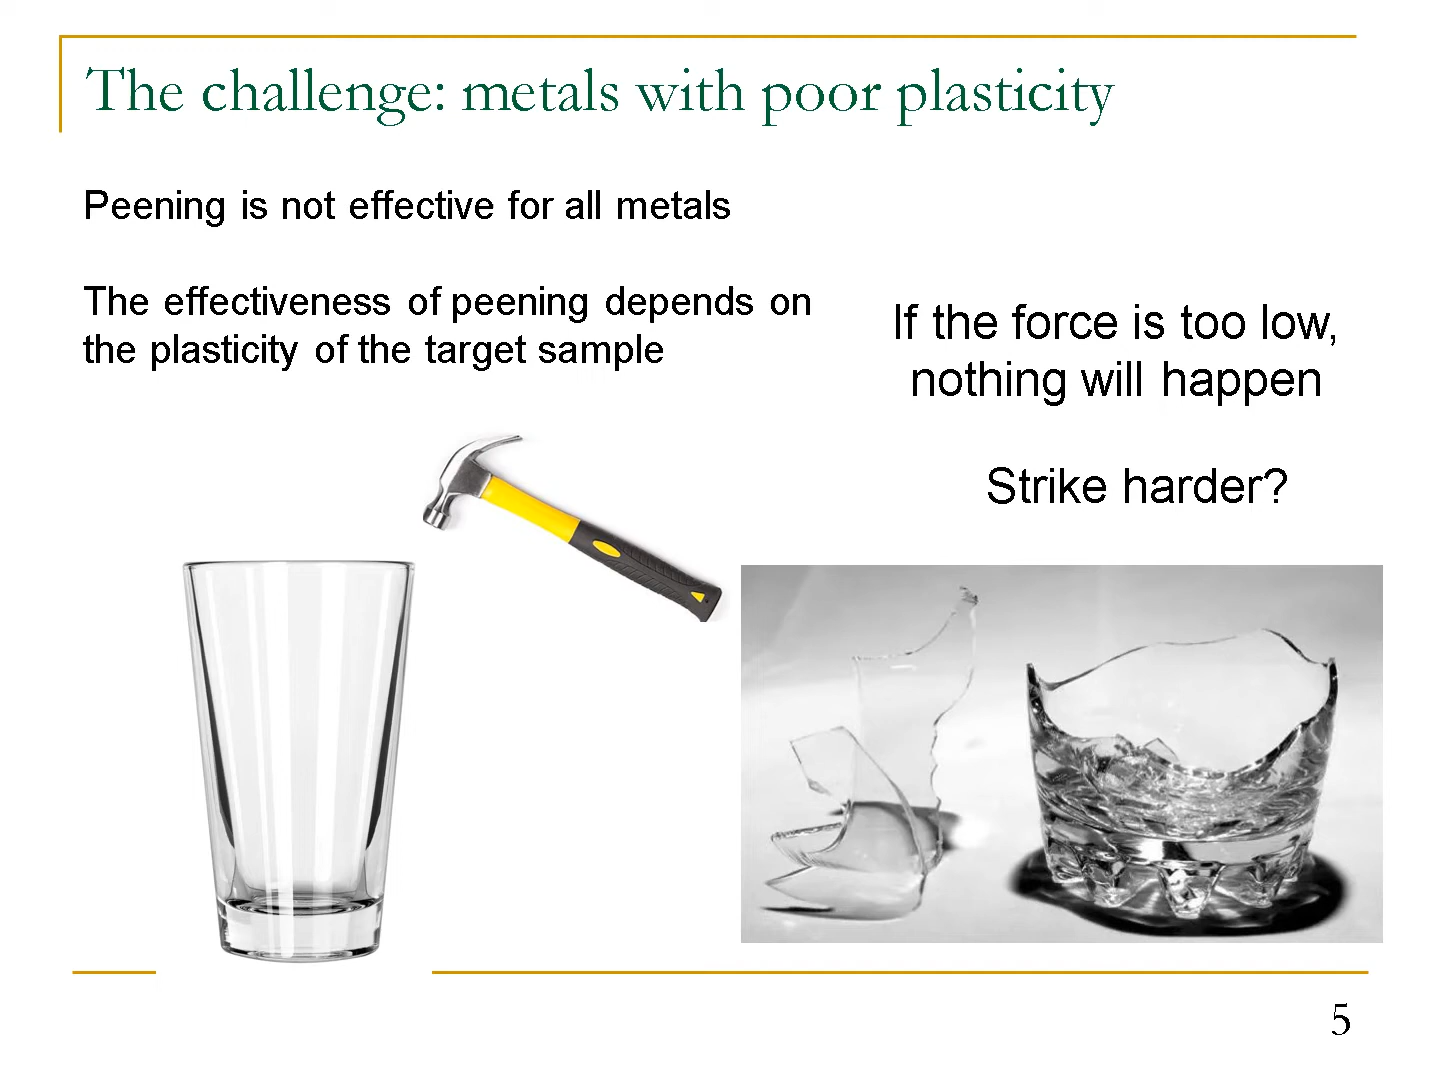 The challenge: metals with poor plasticity
Peening is not effective for all metals
The effectiveness of peening depends on
the plasticity of the target sample
If the force is too low,
nothing will happen
Strike harder?
5